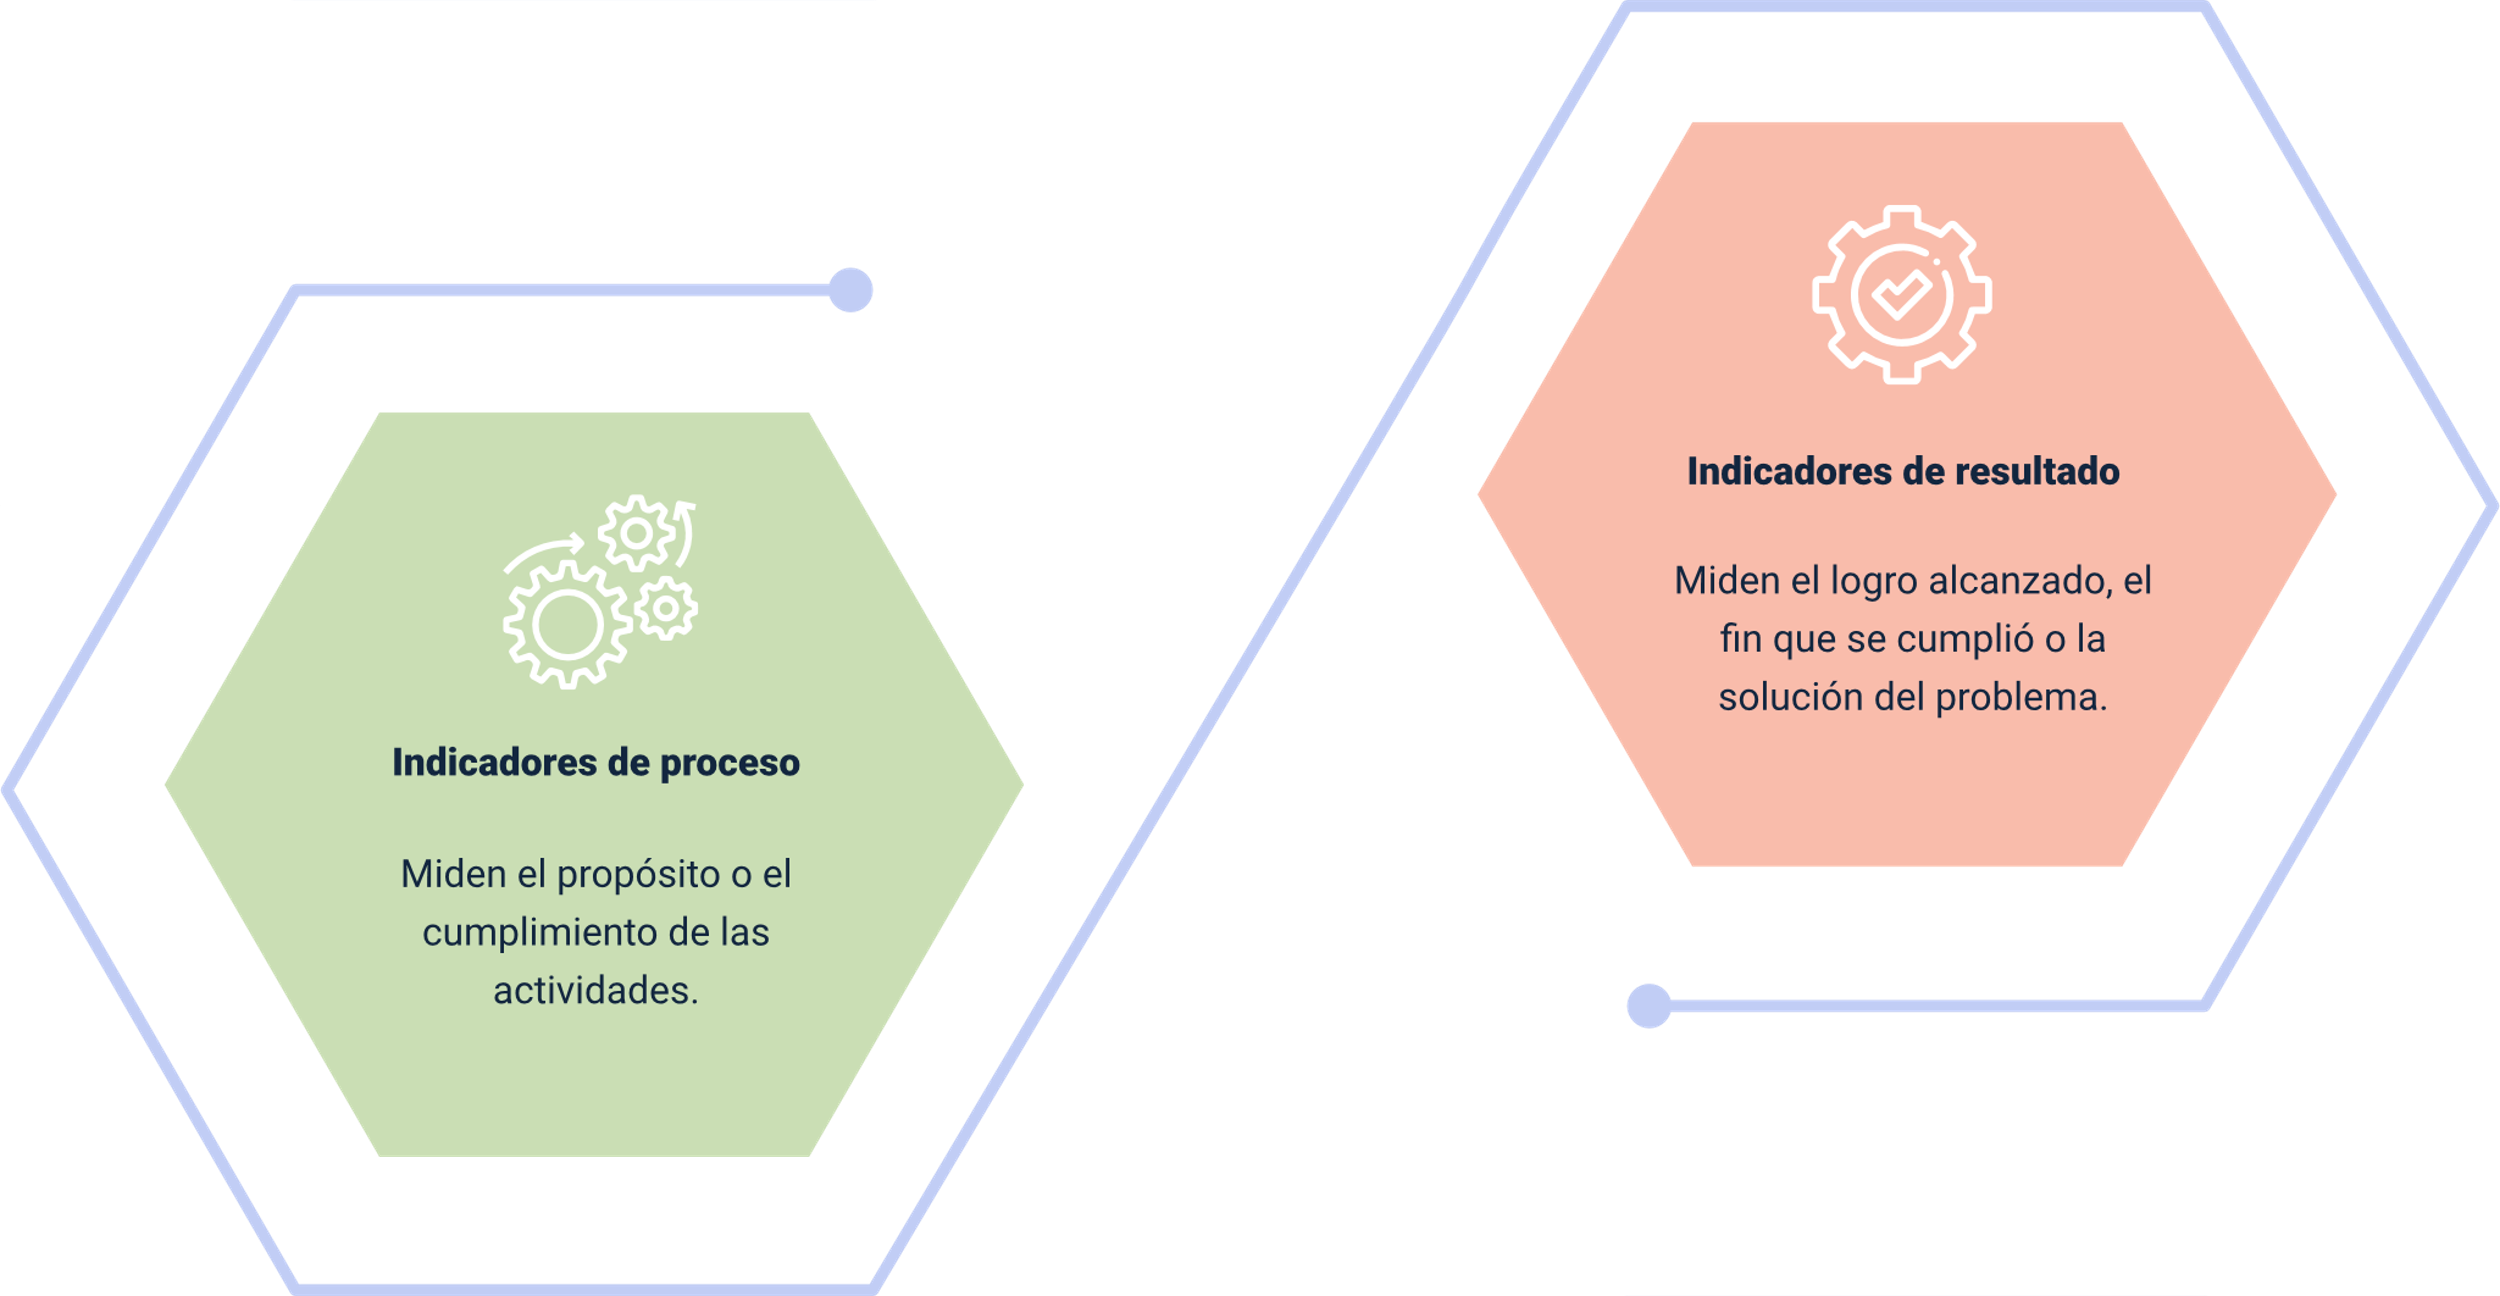 Indicadores de proceso
Miden el propósito o el
cumplimiento de las
actividades.
Indicadores de resultado
Miden el logro alcanzado, el
fin que se cumplió o la
solución del problema.